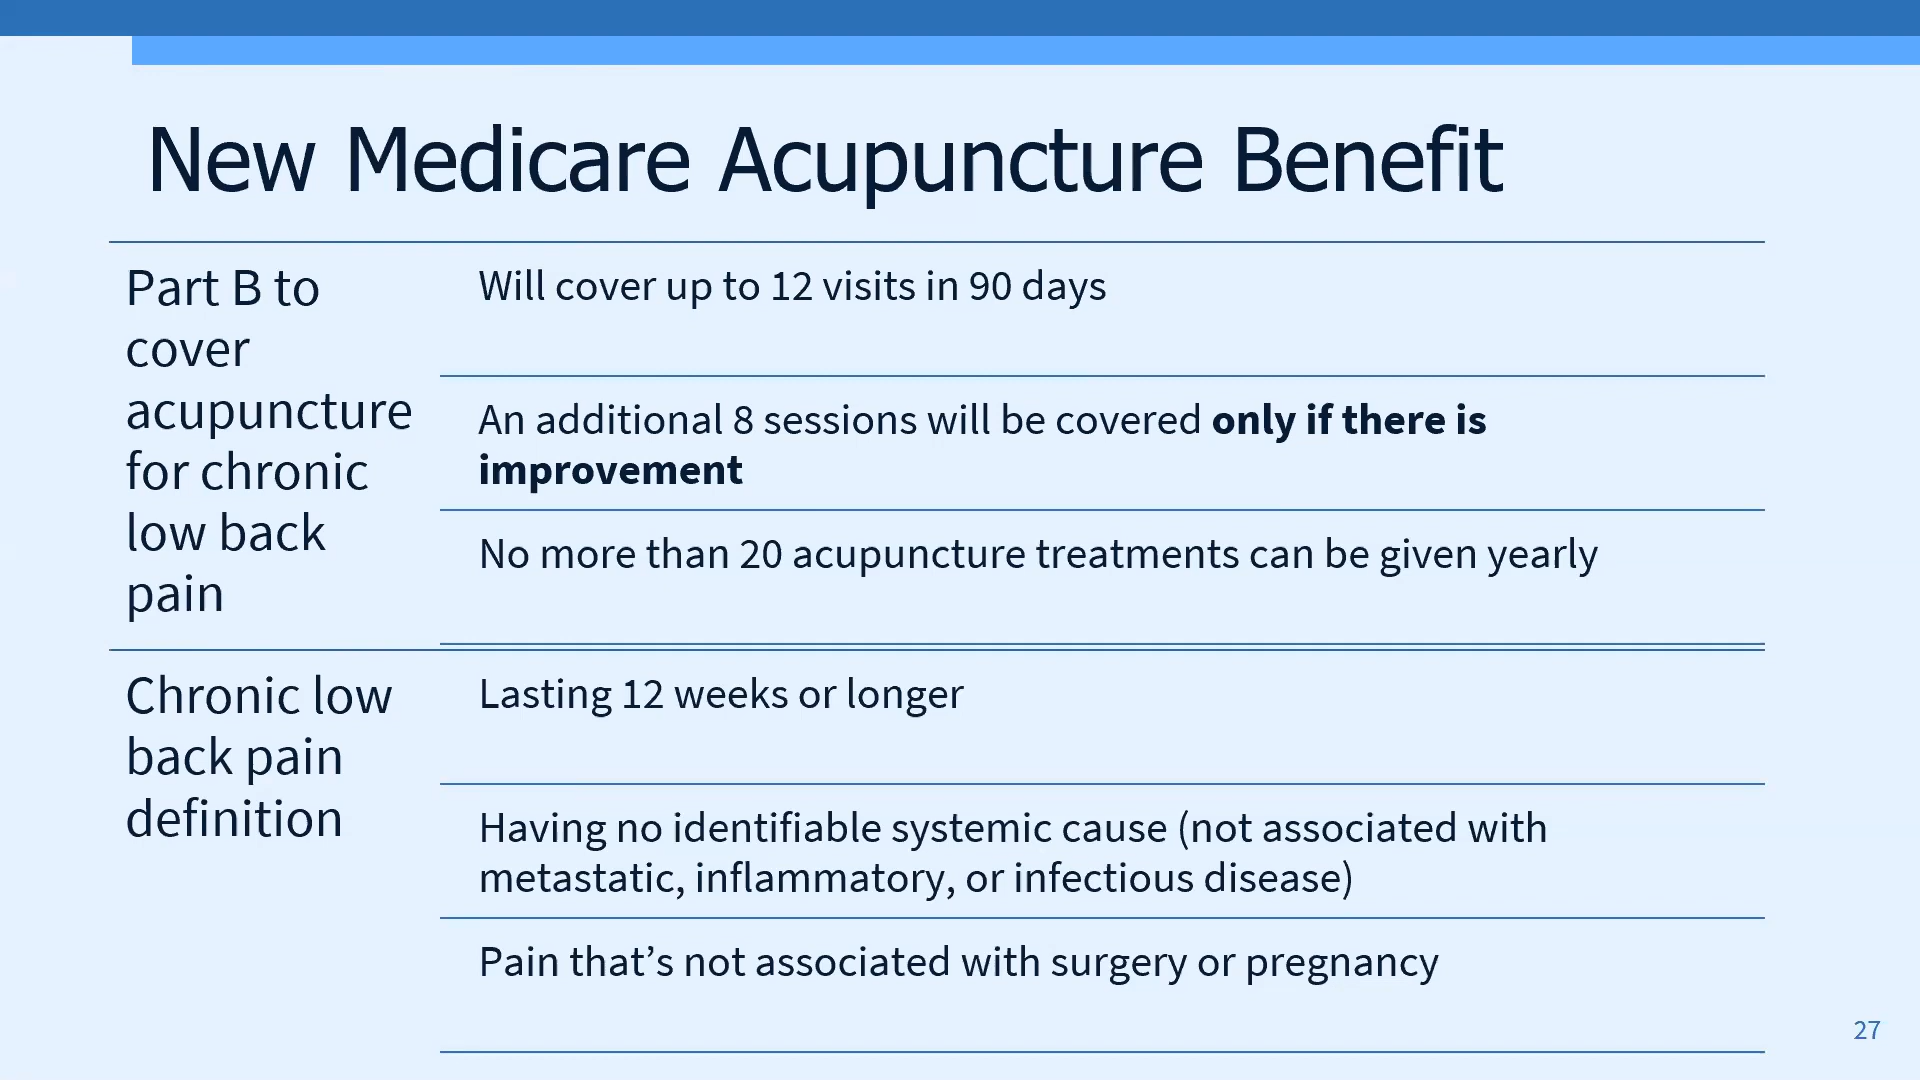 New Medicare Acupuncture Benefit
Part B to
cover
acupuncture
for chronic
low back
pain
Will cover up to 12 visits in 90 days
An additional 8 sessions will be covered only if there is
improvement
No more than 20 acupuncture treatments can be given yearly
Chronic low
back pain
definition
Lasting 12 weeks or longer
Having no identifiable systemic cause (not associated with
metastatic, inflammatory, or infectious disease)
Pain that’s not associated with surgery or pregnancy
27